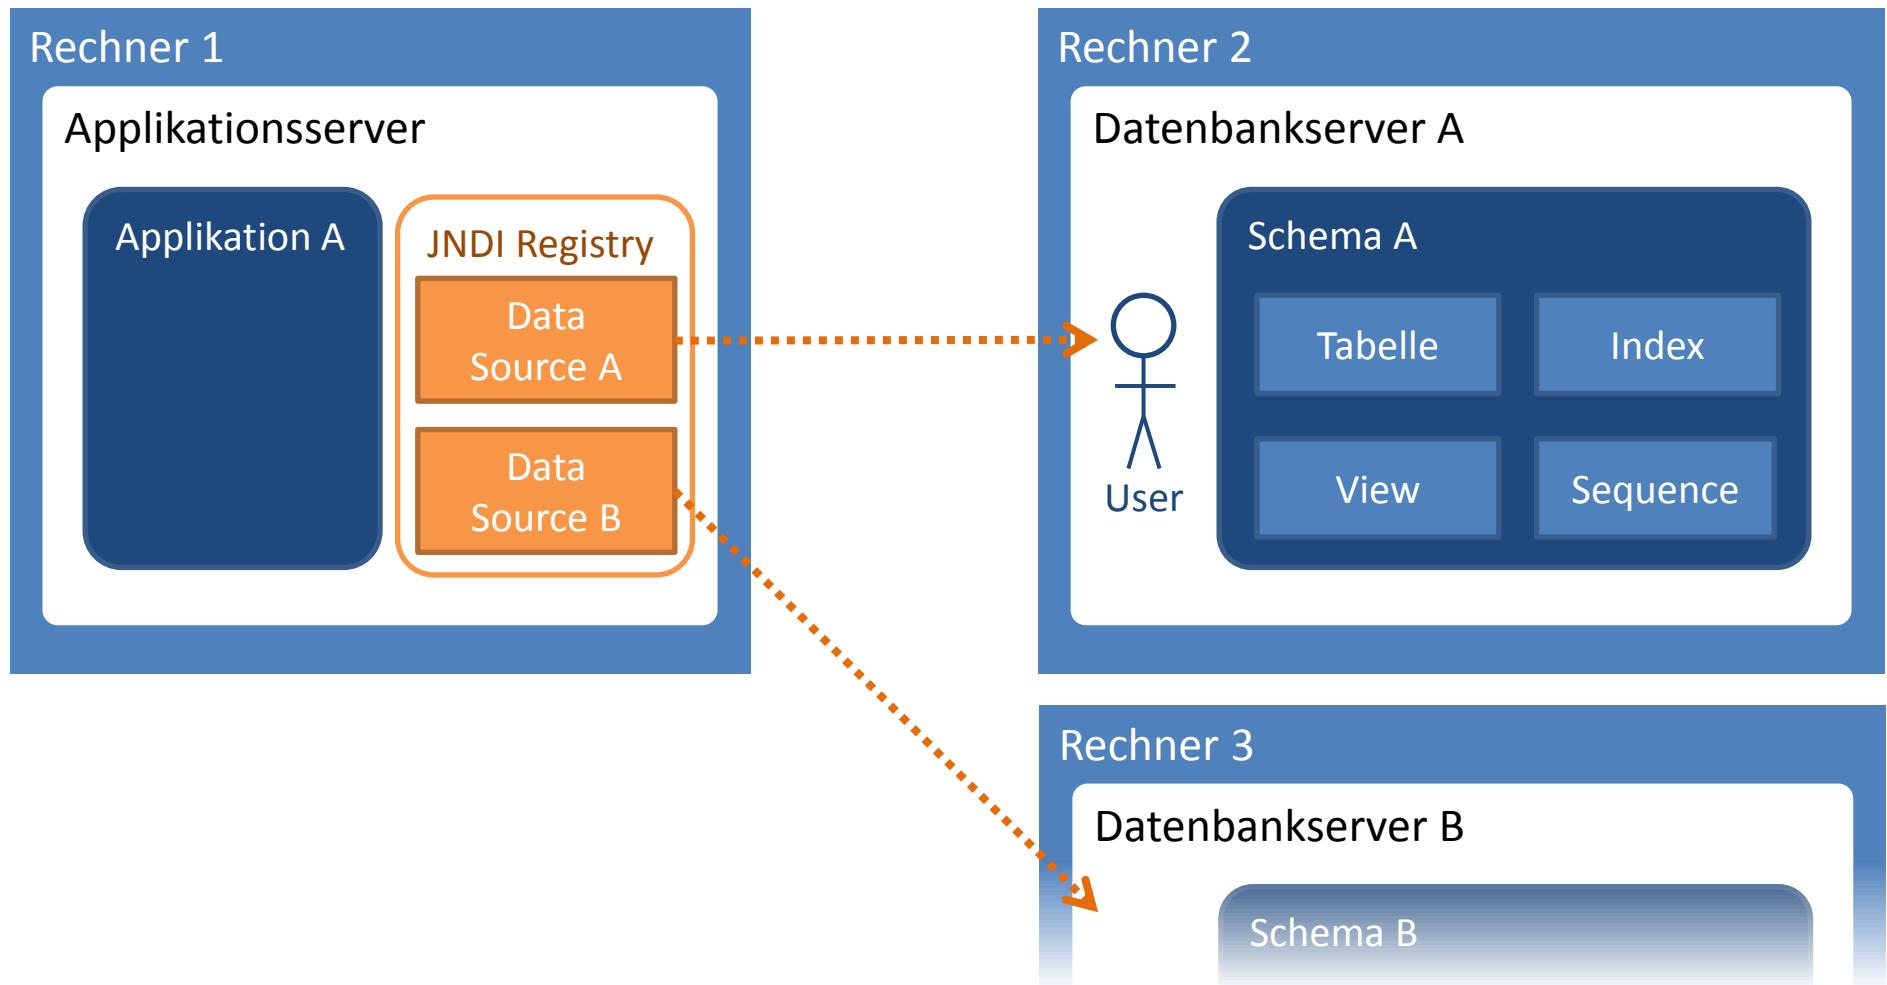 Rechner 1
Applikationsserver
Applikation A
JNDI Registry
Data
Source A
Data
Source B
Rechner 2
Datenbankserver A
User
Schema A
Tabelle
Index
View
Sequence
Rechner 3
Datenbankserver B
Schema B